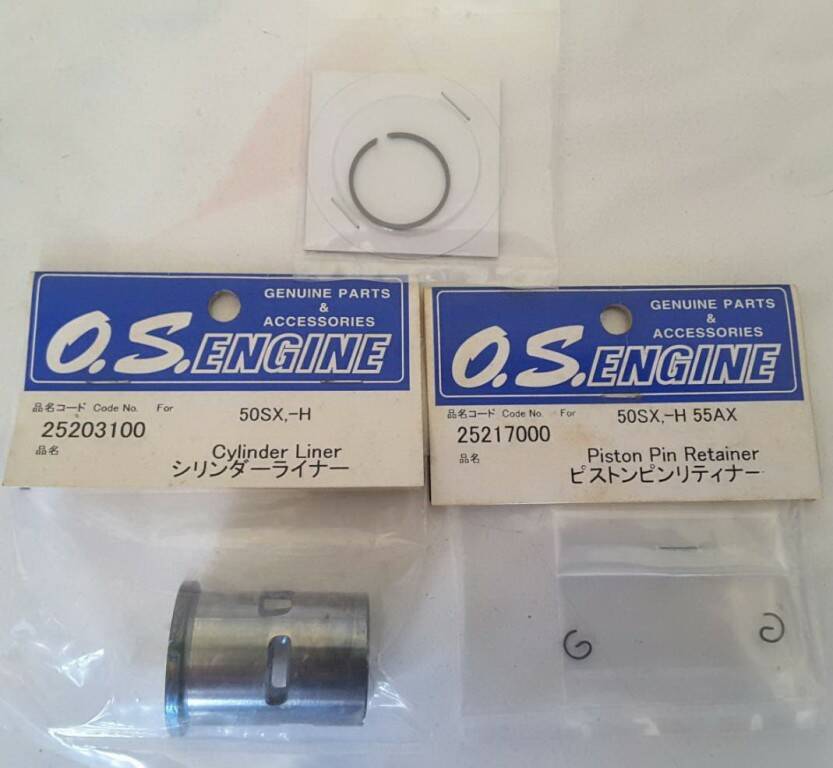 GENUINE PARTS
&
ACCESSORIES
O.S.ENGINE
品名コード Code No. For
50SX,-H
25203100
品名
Cylinder Liner
シリンダーライナー
GENUINE PARTS
&
ACCESSORIES
O.S.ENGINE
品名コード Code No. For
50SX,-H 55AX
25217000
品名
Piston Pin Retainer
ピストンピンリティナー